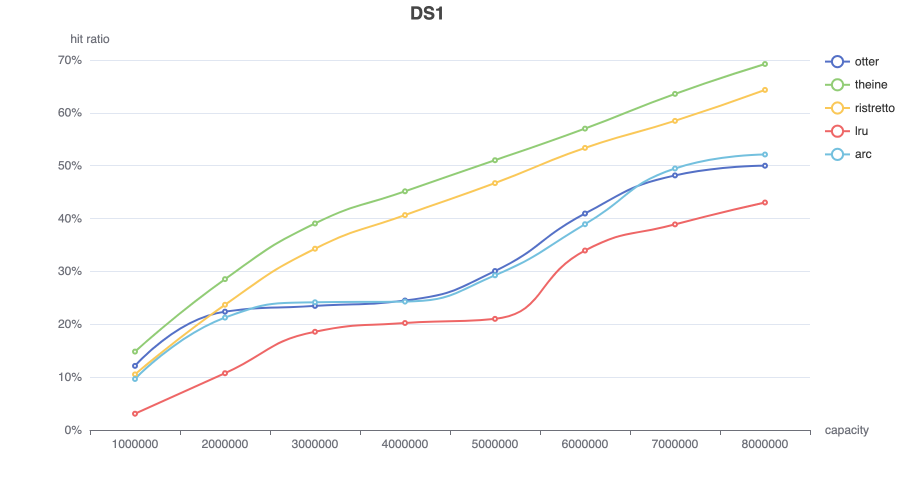 DS1
hit ratio
70%
60%
50%
40%
30%
20%
10%
0%
1000000 2000000 3000000 4000000 5000000 6000000 7000000 8000000
capacity
otter
theine
ristretto
lru
arc